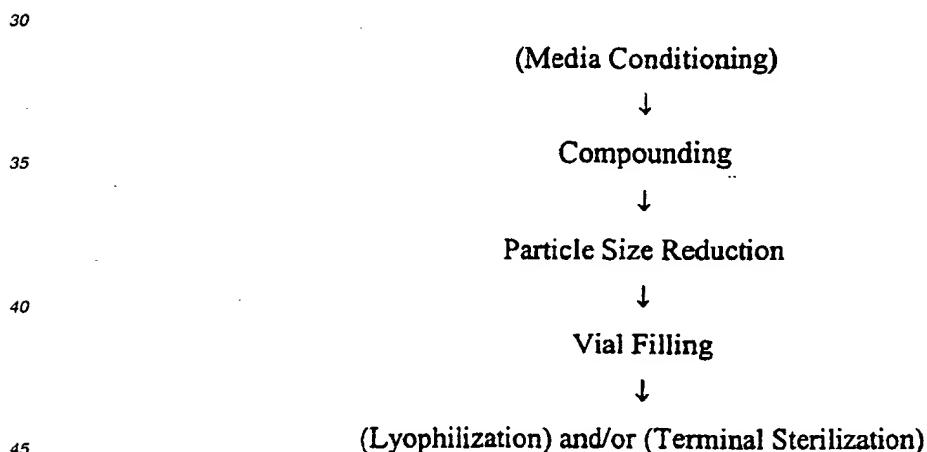 30
(Media Conditioning)
↓
35 Compounding
↓
Particle Size Reduction
↓
40
Vial Filling
↓
45 (Lyophilization) and/or (Terminal Sterilization)